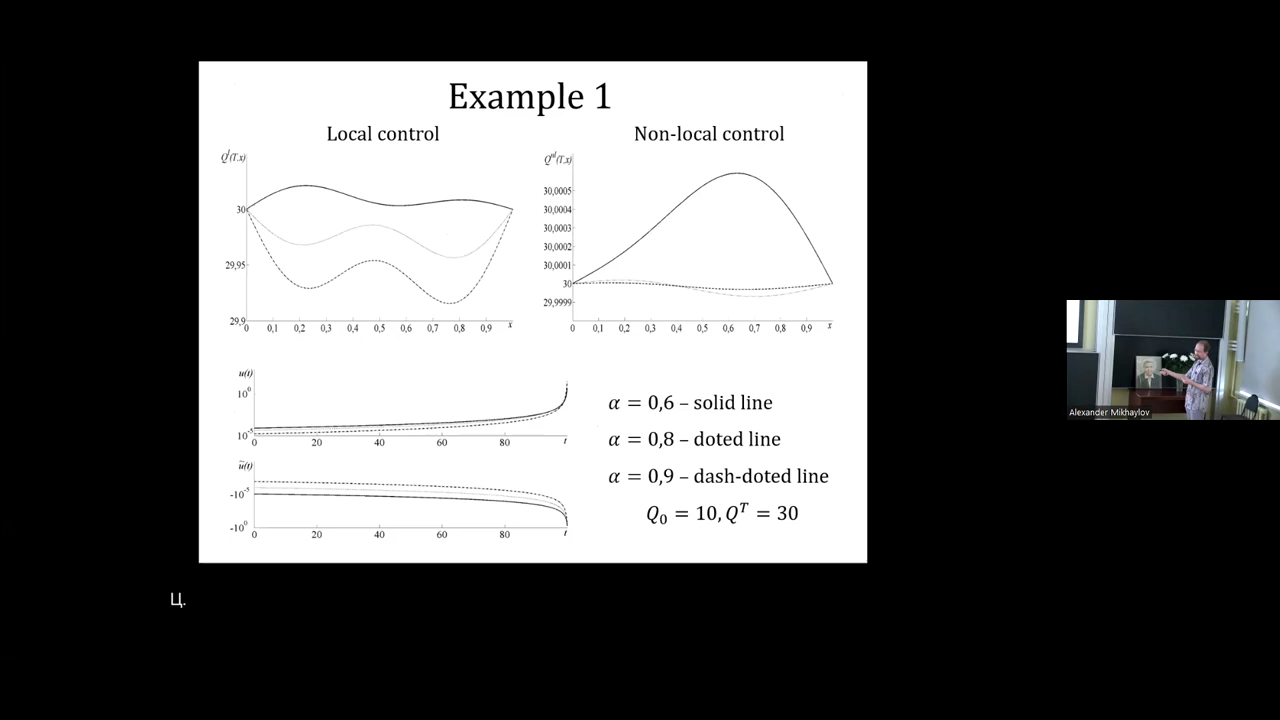 Example 1
Local control
Non-local control
Q^l(T,x)
30
29,95
29,9
0 0,1 0,2 0,3 0,4 0,5 0,6 0,7 0,8 0,9 x
Q^nl(T,x)
30,0005
30,0004
30,0003
30,0002
30,0001
30
29,9999
0 0,1 0,2 0,3 0,4 0,5 0,6 0,7 0,8 0,9 x
u(t)
10^0
10^-5
0 20 40 60 80 t
ũ(t)
-10^-5
-10^0
0 20 40 60 80 t
α = 0,6 – solid line
α = 0,8 – doted line
α = 0,9 – dash-doted line
Q₀ = 10, Q^T = 30
Alexander Mikhaylov
Ц.